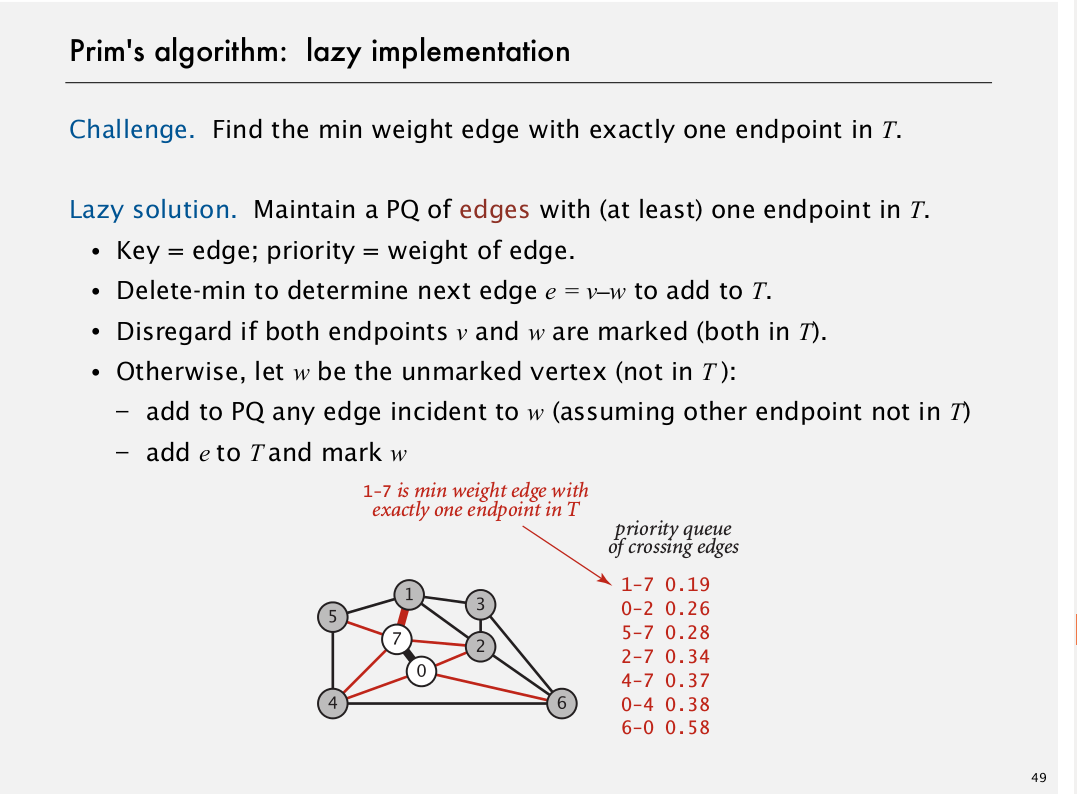 Prim's algorithm: lazy implementation
Challenge. Find the min weight edge with exactly one endpoint in T.
Lazy solution. Maintain a PQ of edges with (at least) one endpoint in T.
• Key = edge; priority = weight of edge.
• Delete-min to determine next edge e = v–w to add to T.
• Disregard if both endpoints v and w are marked (both in T).
• Otherwise, let w be the unmarked vertex (not in T ):
– add to PQ any edge incident to w (assuming other endpoint not in T)
– add e to T and mark w
1-7 is min weight edge with
exactly one endpoint in T
priority queue
of crossing edges
1-7 0.19
0-2 0.26
5-7 0.28
2-7 0.34
4-7 0.37
0-4 0.38
6-0 0.58
1
3
5
7
2
0
4
6
49